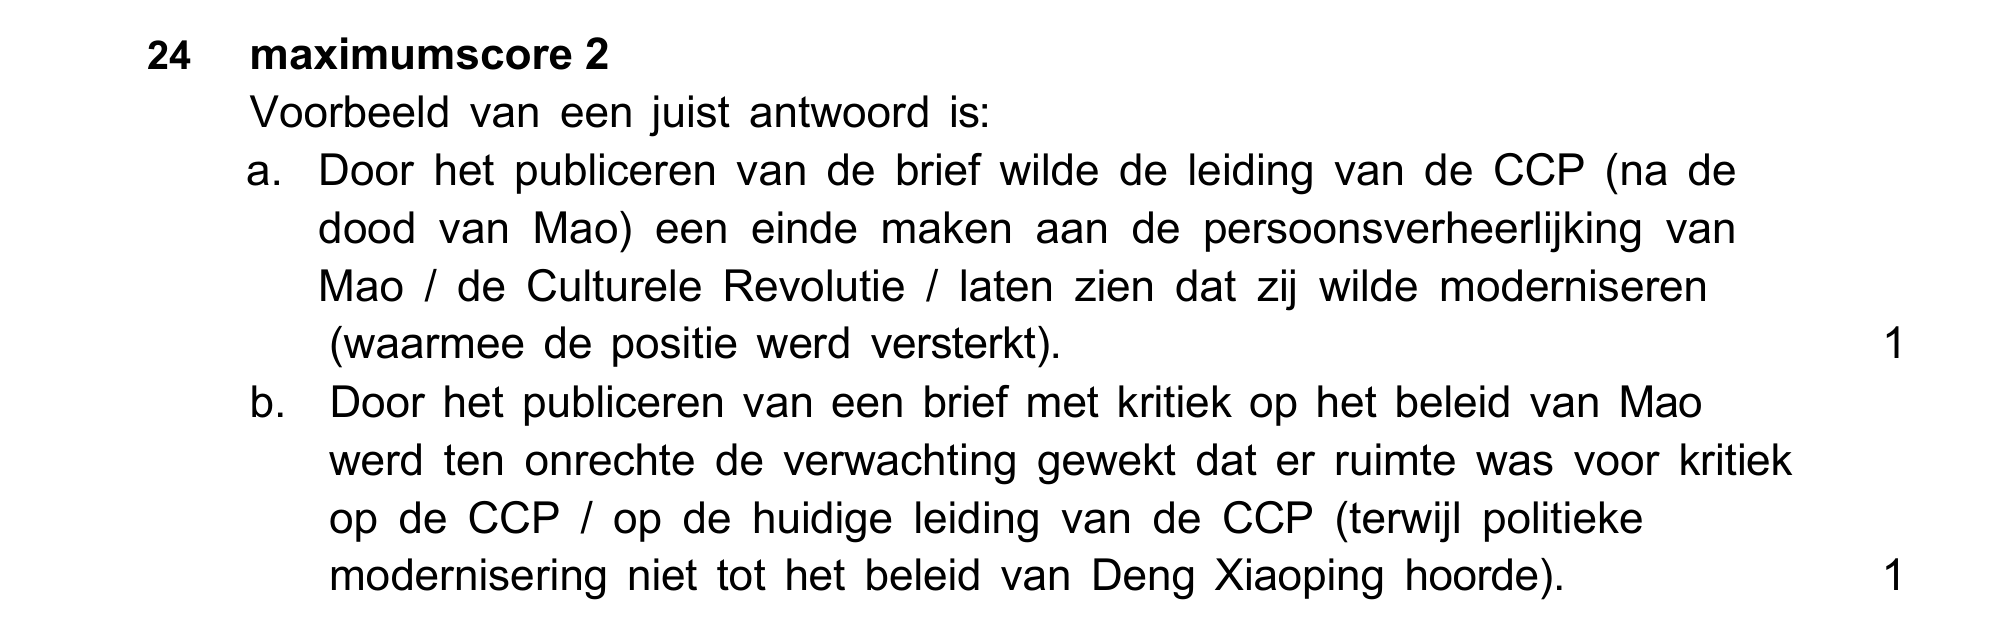 24 maximumscore 2
Voorbeeld van een juist antwoord is:
a. Door het publiceren van de brief wilde de leiding van de CCP (na de
dood van Mao) een einde maken aan de persoonsverheerlijking van
Mao / de Culturele Revolutie / laten zien dat zij wilde moderniseren
(waarmee de positie werd versterkt). 1
b. Door het publiceren van een brief met kritiek op het beleid van Mao
werd ten onrechte de verwachting gewekt dat er ruimte was voor kritiek
op de CCP / op de huidige leiding van de CCP (terwijl politieke
modernisering niet tot het beleid van Deng Xiaoping hoorde). 1